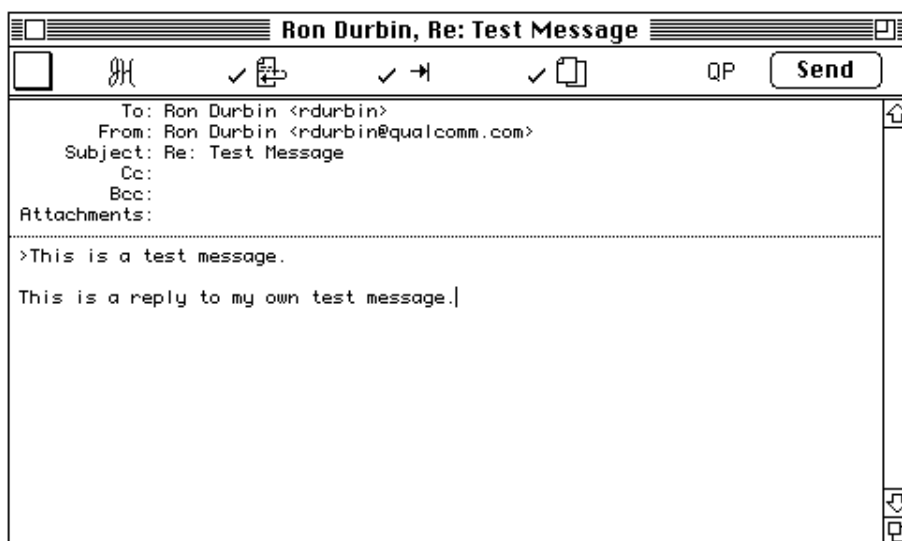 Ron Durbin, Re: Test Message
QP Send
To: Ron Durbin <rdurbin>
From: Ron Durbin <rdurbin@qualcomm.com>
Subject: Re: Test Message
Cc:
Bcc:
Attachments:
>This is a test message.
This is a reply to my own test message.